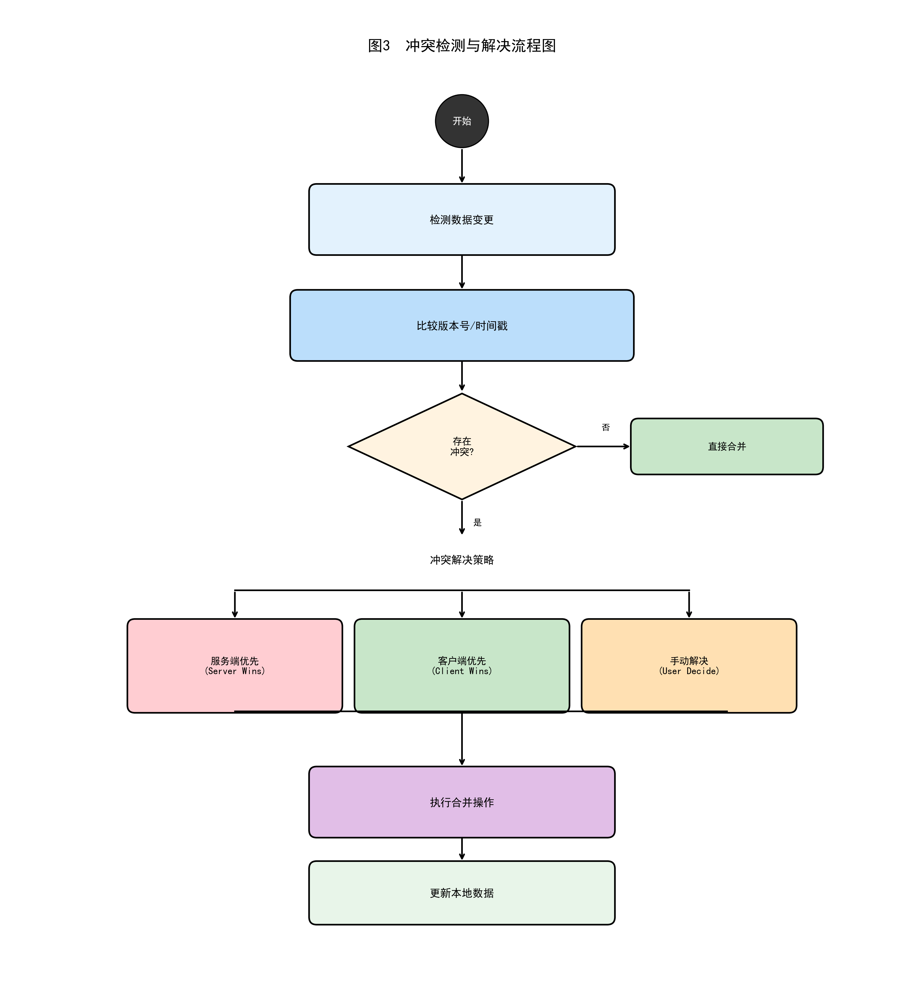 图3  冲突检测与解决流程图
开始
检测数据变更
比较版本号/时间戳
存在
冲突?
否
直接合并
是
冲突解决策略
服务端优先
(Server Wins)
客户端优先
(Client Wins)
手动解决
(User Decide)
执行合并操作
更新本地数据